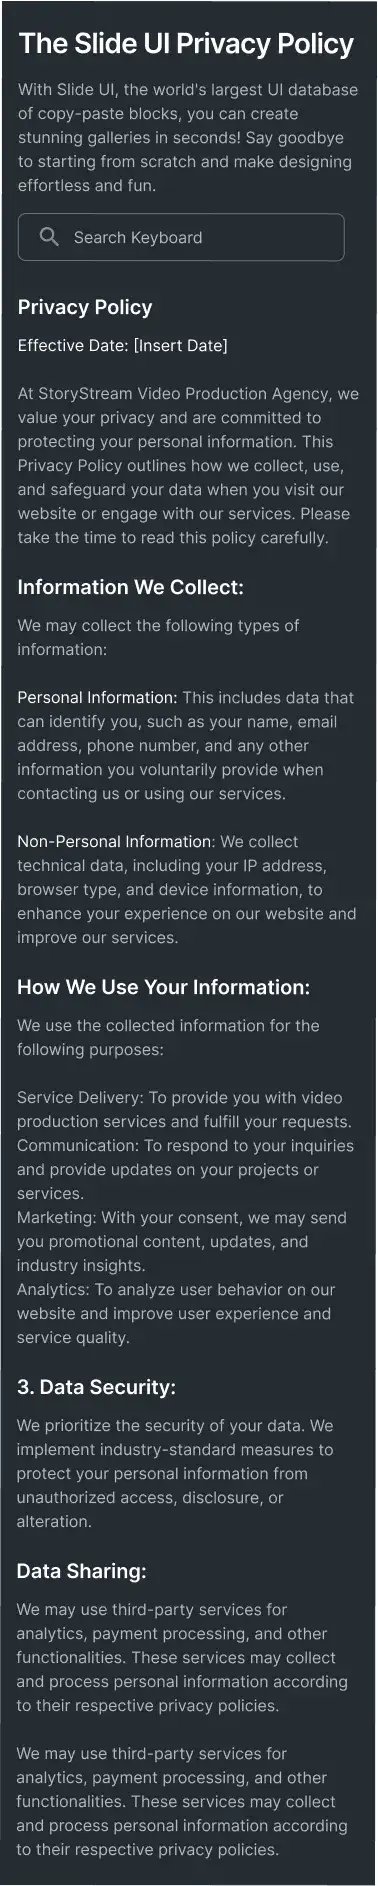 The Slide UI Privacy Policy
With Slide UI, the world's largest UI database
of copy-paste blocks, you can create
stunning galleries in seconds! Say goodbye
to starting from scratch and make designing
effortless and fun.
Search Keyboard
Privacy Policy
Effective Date: [Insert Date]
At StoryStream Video Production Agency, we
value your privacy and are committed to
protecting your personal information. This
Privacy Policy outlines how we collect, use,
and safeguard your data when you visit our
website or engage with our services. Please
take the time to read this policy carefully.
Information We Collect:
We may collect the following types of
information:
Personal Information: This includes data that
can identify you, such as your name, email
address, phone number, and any other
information you voluntarily provide when
contacting us or using our services.
Non-Personal Information: We collect
technical data, including your IP address,
browser type, and device information, to
enhance your experience on our website and
improve our services.
How We Use Your Information:
We use the collected information for the
following purposes:
Service Delivery: To provide you with video
production services and fulfill your requests.
Communication: To respond to your inquiries
and provide updates on your projects or
services.
Marketing: With your consent, we may send
you promotional content, updates, and
industry insights.
Analytics: To analyze user behavior on our
website and improve user experience and
service quality.
3. Data Security:
We prioritize the security of your data. We
implement industry-standard measures to
protect your personal information from
unauthorized access, disclosure, or
alteration.
Data Sharing:
We may use third-party services for
analytics, payment processing, and other
functionalities. These services may collect
and process personal information according
to their respective privacy policies.
We may use third-party services for
analytics, payment processing, and other
functionalities. These services may collect
and process personal information according
to their respective privacy policies.